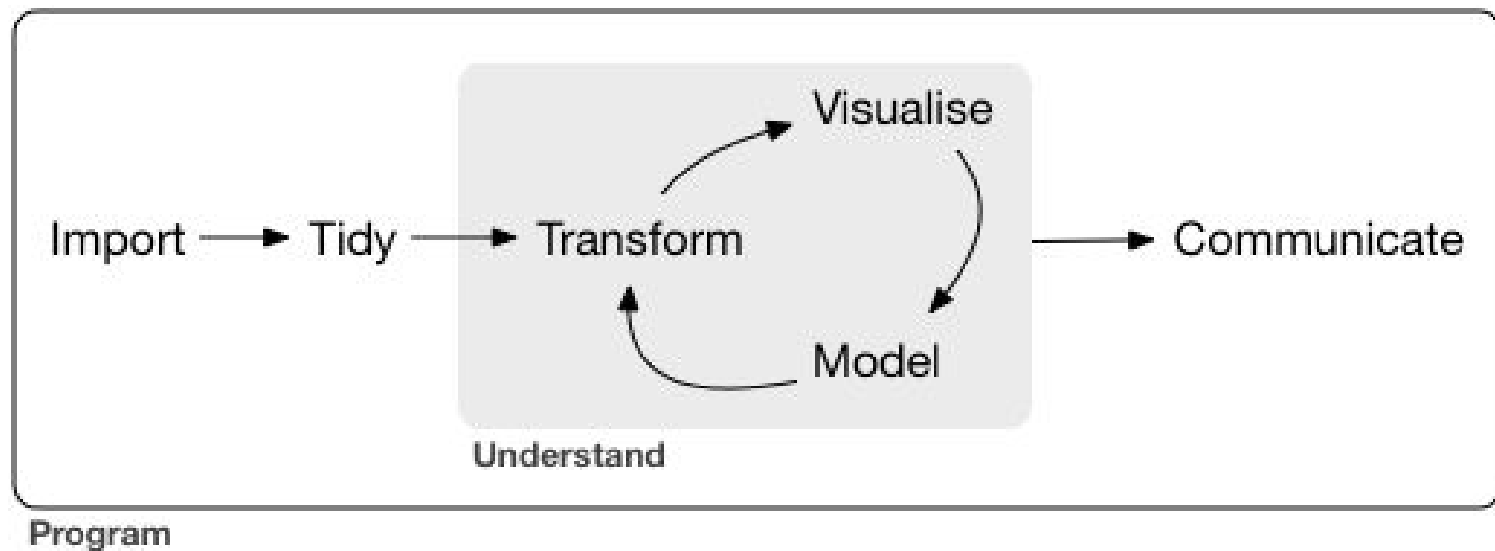 Visualise
Import Tidy Transform Communicate
Model
Understand
Program